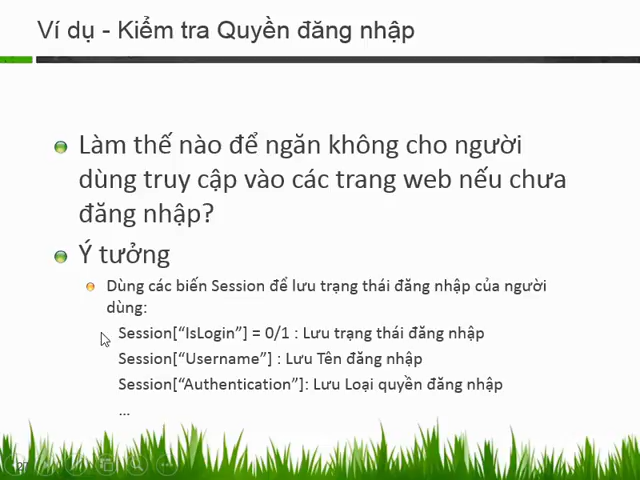 Ví dụ - Kiểm tra Quyền đăng nhập
Làm thế nào để ngăn không cho người
dùng truy cập vào các trang web nếu chưa
đăng nhập?
Ý tưởng
Dùng các biến Session để lưu trạng thái đăng nhập của người
dùng:
Session[“IsLogin”] = 0/1 : Lưu trạng thái đăng nhập
Session[“Username”] : Lưu Tên đăng nhập
Session[“Authentication”]: Lưu Loại quyền đăng nhập
...
27